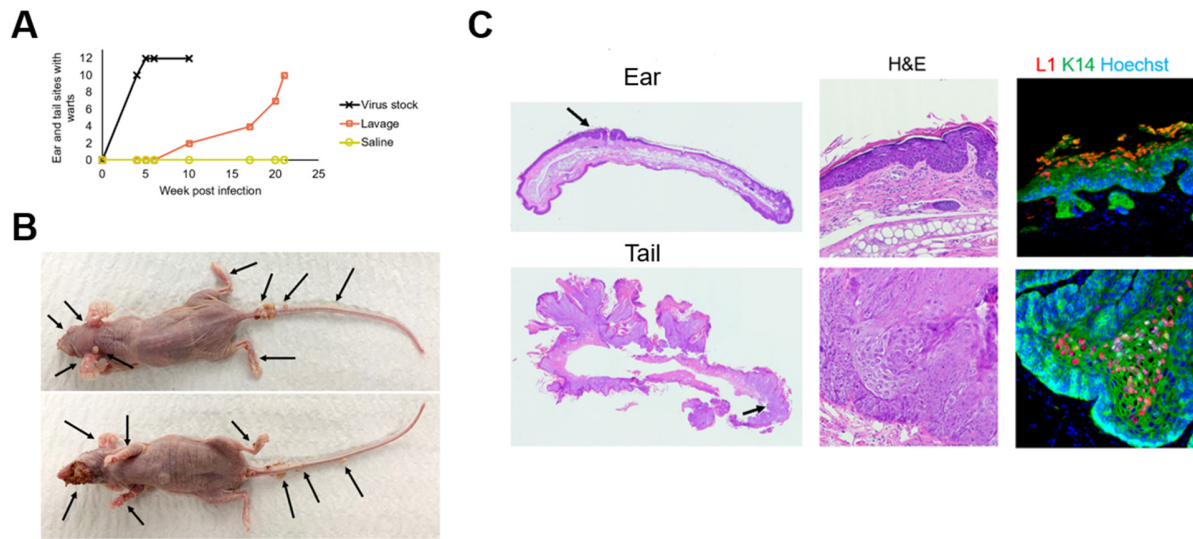 A
Ear and tail sites with
warts
12
10
8
6
4
2
0
0
5
10
15
20
25
Week post infection
Virus stock
Lavage
Saline
B
C
Ear
H&E
L1 K14 Hoechst
Tail